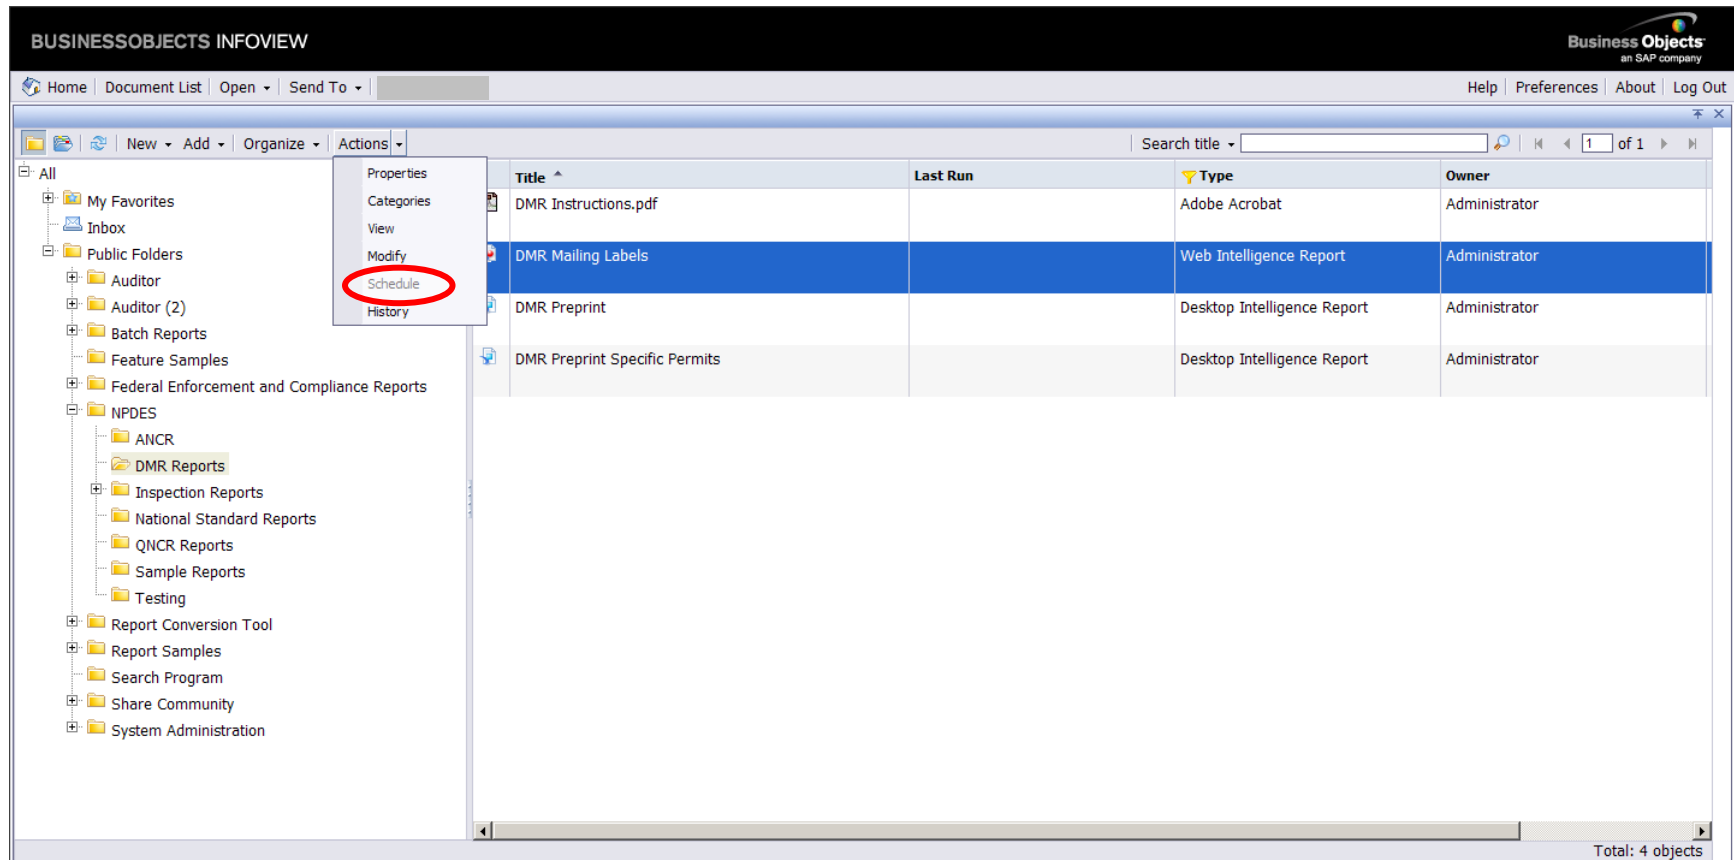 BUSINESSOBJECTS INFOVIEW
Business Objects
an SAP company
Home Document List Open Send To
Help Preferences About Log Out
New Add Organize Actions
Search title 1 of 1
Properties
Categories
View
Modify
Schedule
History
All
My Favorites
Inbox
Public Folders
Auditor
Auditor (2)
Batch Reports
Feature Samples
Federal Enforcement and Compliance Reports
NPDES
ANCR
DMR Reports
Inspection Reports
National Standard Reports
QNCR Reports
Sample Reports
Testing
Report Conversion Tool
Report Samples
Search Program
Share Community
System Administration
Title Last Run Type Owner
DMR Instructions.pdf Adobe Acrobat Administrator
DMR Mailing Labels Web Intelligence Report Administrator
DMR Preprint Desktop Intelligence Report Administrator
DMR Preprint Specific Permits Desktop Intelligence Report Administrator
Total: 4 objects